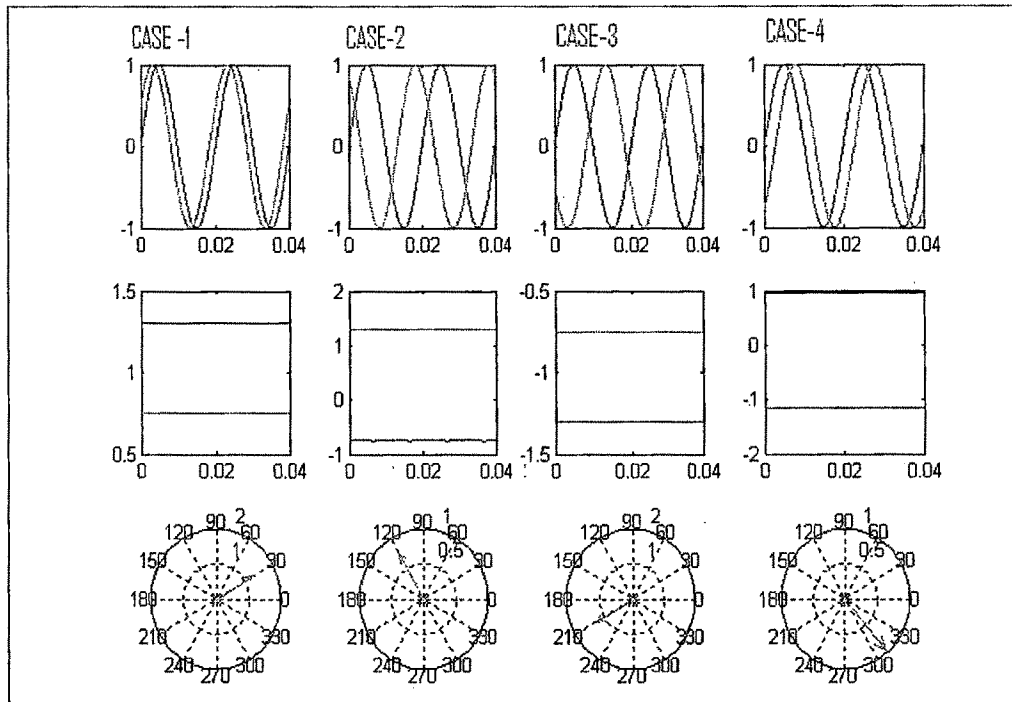 CASE -1 CASE-2 CASE-3 CASE-4
1 1 1 1
0 0 0 0
-1 -1 -1 -1
0 0.02 0.04 0 0.02 0.04 0 0.02 0.04 0 0.02 0.04
1.5 2 -0.5 1
1 1 -1 0
0 -1
0.5 -1 -1.5 -2
0 0.02 0.04 0 0.02 0.04 0 0.02 0.04 0 0.02 0.04
90 2 90 1 90 2 90 1
120 60 120 60 120 60 120 60
150 1 30 150 0.5 30 150 1 30 150 0.5 30
180 0 180 0 180 0 180 0
210 330 210 330 210 330 210 330
240 300 240 300 240 300 240 300
270 270 270 270